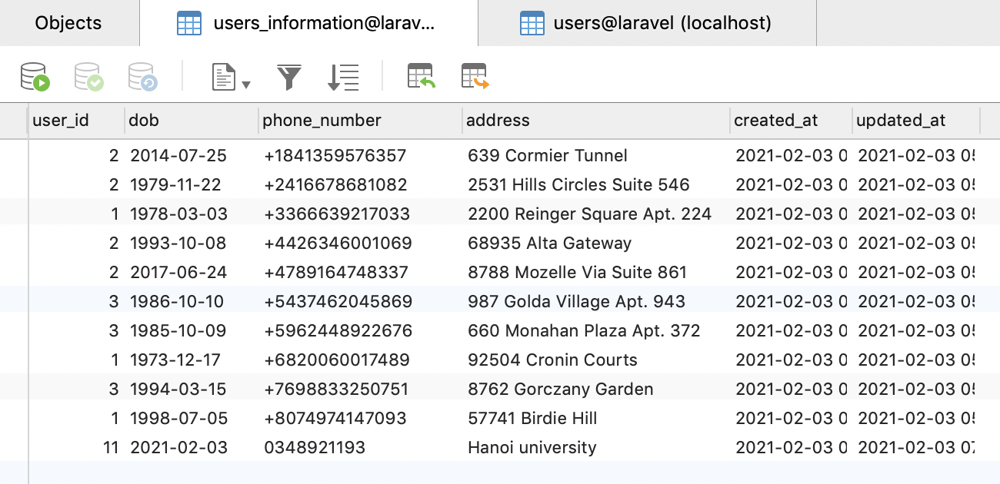 Objects users_information@larav... users@laravel (localhost)
user_id dob phone_number address created_at updated_at
2 2014-07-25 +1841359576357 639 Cormier Tunnel 2021-02-03 0 2021-02-03 05
2 1979-11-22 +2416678681082 2531 Hills Circles Suite 546 2021-02-03 0 2021-02-03 05
1 1978-03-03 +3366639217033 2200 Reinger Square Apt. 224 2021-02-03 0 2021-02-03 05
2 1993-10-08 +4426346001069 68935 Alta Gateway 2021-02-03 0 2021-02-03 05
2 2017-06-24 +4789164748337 8788 Mozelle Via Suite 861 2021-02-03 0 2021-02-03 05
3 1986-10-10 +5437462045869 987 Golda Village Apt. 943 2021-02-03 0 2021-02-03 05
3 1985-10-09 +5962448922676 660 Monahan Plaza Apt. 372 2021-02-03 0 2021-02-03 05
1 1973-12-17 +6820060017489 92504 Cronin Courts 2021-02-03 0 2021-02-03 05
3 1994-03-15 +7698833250751 8762 Gorczany Garden 2021-02-03 0 2021-02-03 05
1 1998-07-05 +8074974147093 57741 Birdie Hill 2021-02-03 0 2021-02-03 05
11 2021-02-03 0348921193 Hanoi university 2021-02-03 0 2021-02-03 07